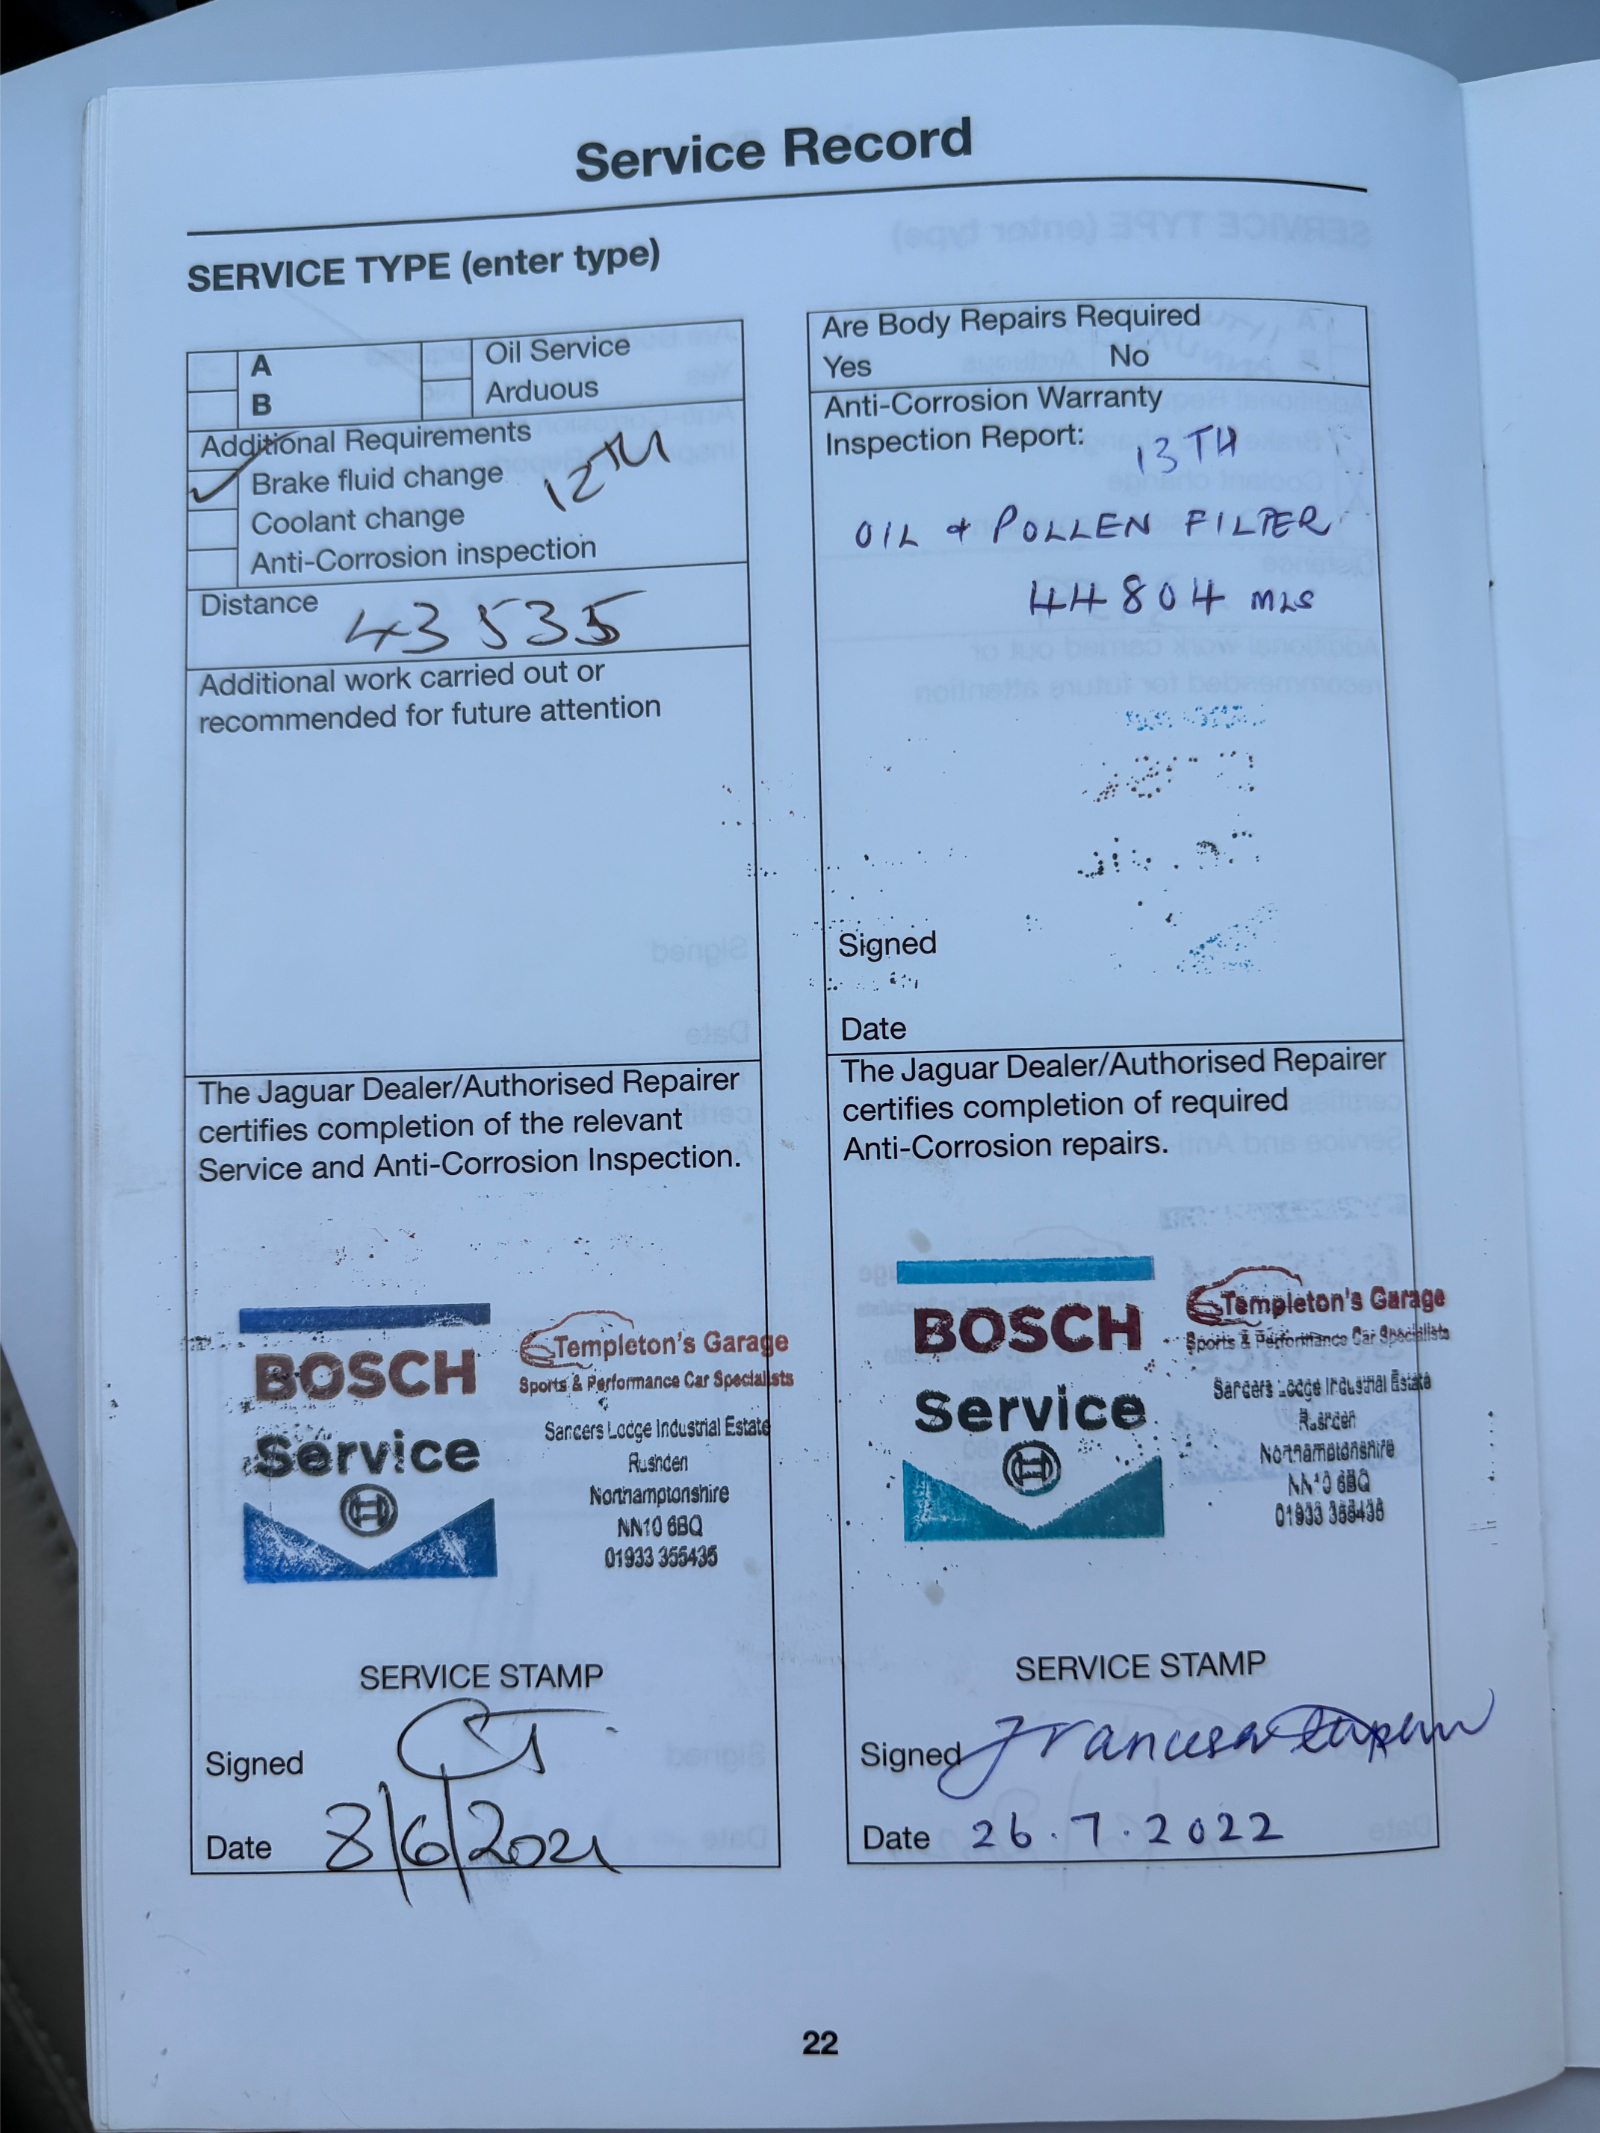 Service Record
SERVICE TYPE (enter type)
A
Oil Service
B
Arduous
Additional Requirements
Brake fluid change
12TH
Coolant change
Anti-Corrosion inspection
Distance
43535
Additional work carried out or
recommended for future attention
The Jaguar Dealer/Authorised Repairer
certifies completion of the relevant
Service and Anti-Corrosion Inspection.
BOSCH
Service
Templeton's Garage
Sports & Performance Car Specialists
Sanders Lodge Industrial Estate
Rushden
Northamptonshire
NN10 6BQ
01933 355435
SERVICE STAMP
Signed
Date 8/6/2021
Are Body Repairs Required
Yes No
Anti-Corrosion Warranty
Inspection Report:
13TH
OIL + POLLEN FILTER
44804 MLS
Signed
Date
The Jaguar Dealer/Authorised Repairer
certifies completion of required
Anti-Corrosion repairs.
BOSCH
Service
Templeton's Garage
Sports & Performance Car Specialists
Sanders Lodge Industrial Estate
Rushden
Northamptonshire
NN10 6BQ
01933 355435
SERVICE STAMP
Signed
Date 26.7.2022
22